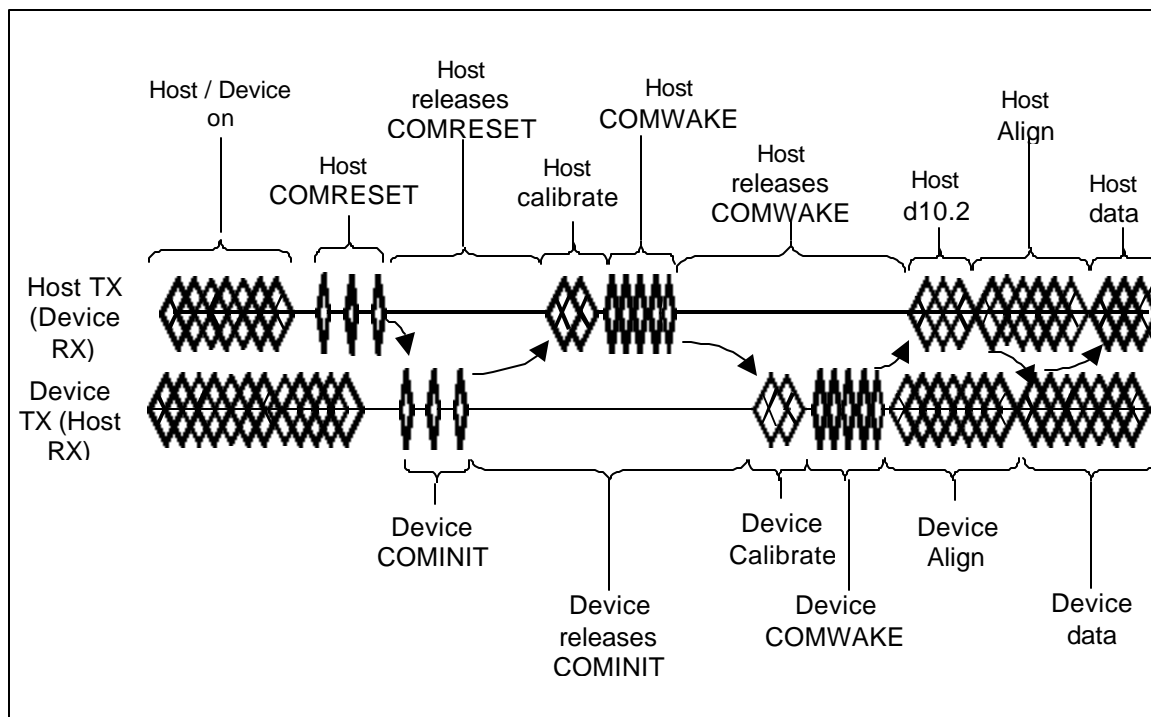 Host / Device
on
Host
COMRESET
Host
releases
COMRESET
Host
calibrate
Host
COMWAKE
Host
releases
COMWAKE
Host
d10.2
Host
Align
Host
data
Host TX
(Device
RX)
Device
TX (Host
RX)
Device
COMINIT
Device
releases
COMINIT
Device
Calibrate
Device
COMWAKE
Device
Align
Device
data